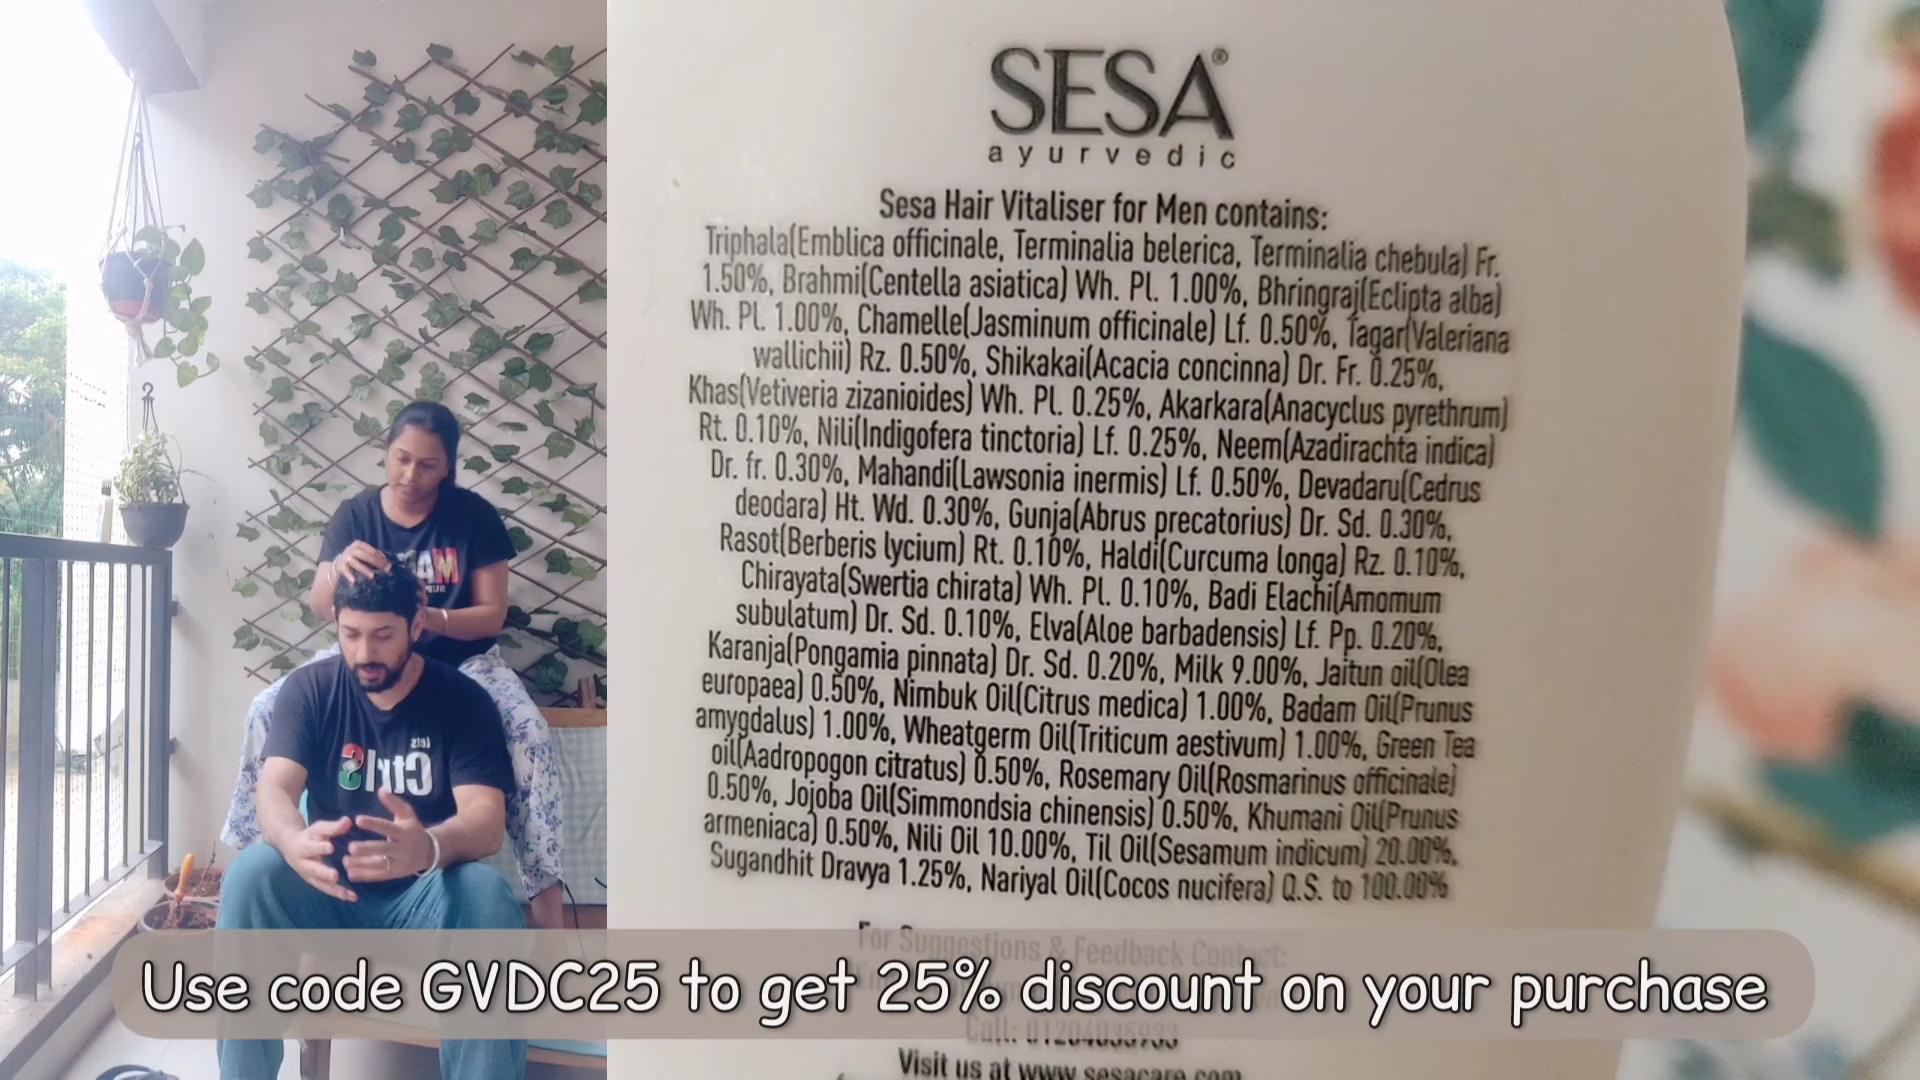 SESA®
ayurvedic
Sesa Hair Vitaliser for Men contains:
Triphala(Emblica officinale, Terminalia belerica, Terminalia chebula) Fr.
1.50%, Brahmi(Centella asiatica) Wh. Pl. 1.00%, Bhringraj(Eclipta alba)
Wh. Pl. 1.00%, Chamelle(Jasminum officinale) Lf. 0.50%, Tagar(Valeriana
wallichii) Rz. 0.50%, Shikakai(Acacia concinna) Dr. Fr. 0.25%,
Khas(Vetiveria zizanioides) Wh. Pl. 0.25%, Akarkara(Anacyclus pyrethrum)
Rt. 0.10%, Nili(Indigofera tinctoria) Lf. 0.25%, Neem(Azadirachta indica)
Dr. fr. 0.30%, Mahandi(Lawsonia inermis) Lf. 0.50%, Devadaru(Cedrus
deodara) Ht. Wd. 0.30%, Gunja(Abrus precatorius) Dr. Sd. 0.30%,
Rasot(Berberis lycium) Rt. 0.10%, Haldi(Curcuma longa) Rz. 0.10%,
Chirayata(Swertia chirata) Wh. Pl. 0.10%, Badi Elachi(Amomum
subulatum) Dr. Sd. 0.10%, Elva(Aloe barbadensis) Lf. Pp. 0.20%,
Karanja(Pongamia pinnata) Dr. Sd. 0.20%, Milk 9.00%, Jaitun oil(Olea
europaea) 0.50%, Nimbuk Oil(Citrus medica) 1.00%, Badam Oil(Prunus
amygdalus) 1.00%, Wheatgerm Oil(Triticum aestivum) 1.00%, Green Tea
oil(Aadropogon citratus) 0.50%, Rosemary Oil(Rosmarinus officinale)
0.50%, Jojoba Oil(Simmondsia chinensis) 0.50%, Khumani Oil(Prunus
armeniaca) 0.50%, Nili Oil 10.00%, Til Oil(Sesamum indicum) 20.00%,
Sugandhit Dravya 1.25%, Nariyal Oil(Cocos nucifera) Q.S. to 100.00%
For Suggestions & Feedback Contact:
Use code GVDC25 to get 25% discount on your purchase
Call: 01204035933
Visit us at www.sesacare.com
Lets
Ctrl S